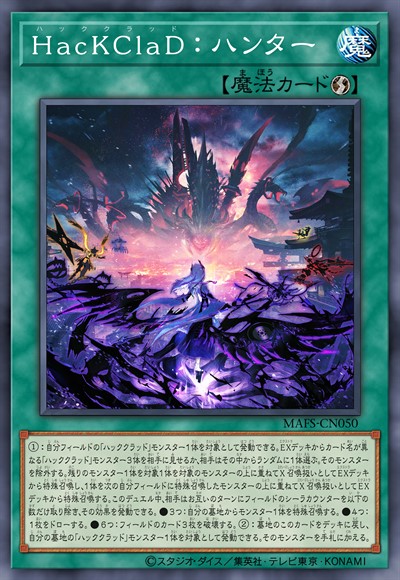 ハッククラッド
HacKClaD：ハンター
魔
【魔法カード】
まほう
MAFS-CN050
①：自分フィールドの「ハッククラッド」モンスター1体を対象として発動できる。EXデッキからカード名が異
なる「ハッククラッド」モンスター3体を相手に見せるか、相手はその中からランダムに1体選ぶ。そのモンスター
を除外する。残りのモンスター1体を対象1体の対象のモンスターの上に重ねてX召喚扱いとしてEXデッキ
から特殊召喚し、1体を次の自分フィールドに特殊召喚したモンスターの上に重ねてX召喚扱いとしてEX
デッキから特殊召喚する。このデュエル中、相手はお互いのターンにフィールドのシーラカウンターを以下の
数だけ取り除き、その効果を発動できる。●3つ：自分の墓地のモンスター1体を特殊召喚する。●4つ：
1枚をドローする。●6つ：フィールドのカード3枚を破壊する。②：墓地のこのカードをデッキに戻し、
自分の墓地の「ハッククラッド」モンスター1体を対象として発動できる。そのモンスターを手札に加える。
©スタジオ・ダイス／集英社・テレビ東京・KONAMI